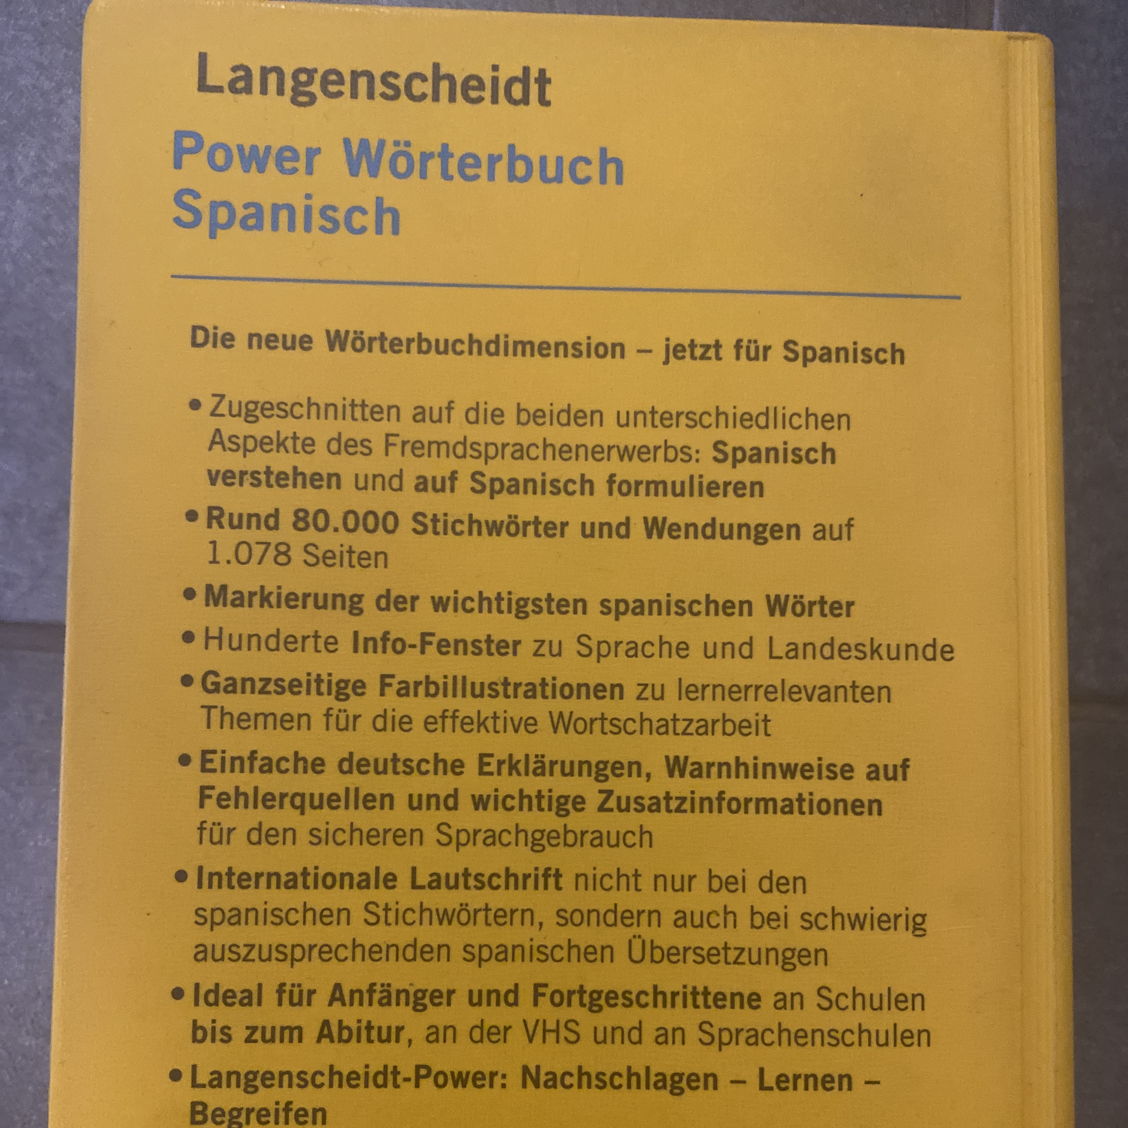 Langenscheidt
Power Wörterbuch
Spanisch
Die neue Wörterbuchdimension – jetzt für Spanisch
• Zugeschnitten auf die beiden unterschiedlichen
Aspekte des Fremdsprachenerwerbs: Spanisch
verstehen und auf Spanisch formulieren
• Rund 80.000 Stichwörter und Wendungen auf
1.078 Seiten
• Markierung der wichtigsten spanischen Wörter
• Hunderte Info-Fenster zu Sprache und Landeskunde
• Ganzseitige Farbillustrationen zu lernerrelevanten
Themen für die effektive Wortschatzarbeit
• Einfache deutsche Erklärungen, Warnhinweise auf
Fehlerquellen und wichtige Zusatzinformationen
für den sicheren Sprachgebrauch
• Internationale Lautschrift nicht nur bei den
spanischen Stichwörtern, sondern auch bei schwierig
auszusprechenden spanischen Übersetzungen
• Ideal für Anfänger und Fortgeschrittene an Schulen
bis zum Abitur, an der VHS und an Sprachenschulen
• Langenscheidt-Power: Nachschlagen – Lernen –
Begreifen